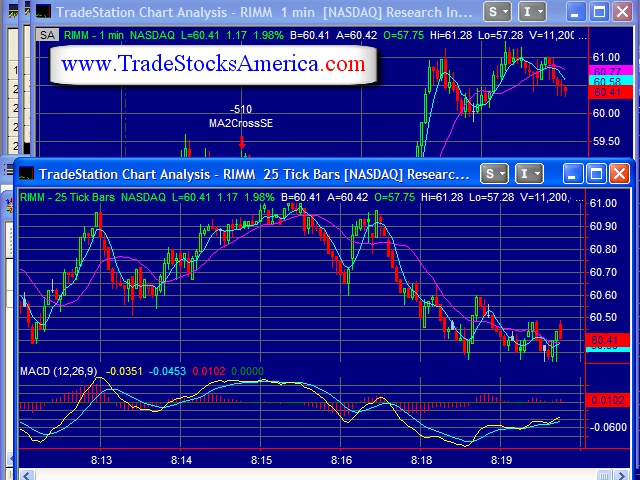 TradeStation Chart Analysis - RIMM 1 min [NASDAQ] Research In...
S I
SA RIMM - 1 min NASDAQ L=60.41 1.17 1.98% B=60.41 A=60.42 O=57.75 Hi=61.28 Lo=57.28 V=11,200...
www.TradeStocksAmerica.com
61.00
60.77
60.58
60.41
60.00
59.50
-510
MA2CrossSE
TradeStation Chart Analysis - RIMM 25 Tick Bars [NASDAQ] Researc...
S I
RIMM - 25 Tick Bars NASDAQ L=60.41 1.17 1.98% B=60.41 A=60.42 O=57.75 Hi=61.28 Lo=57.28 V=11,200, ...
61.00
60.90
60.80
60.70
60.60
60.50
60.41
MACD (12,26,9) -0.0351 -0.0453 0.0102 0.0000
0.0102
-0.0600
8:13 8:14 8:15 8:16 8:18 8:19